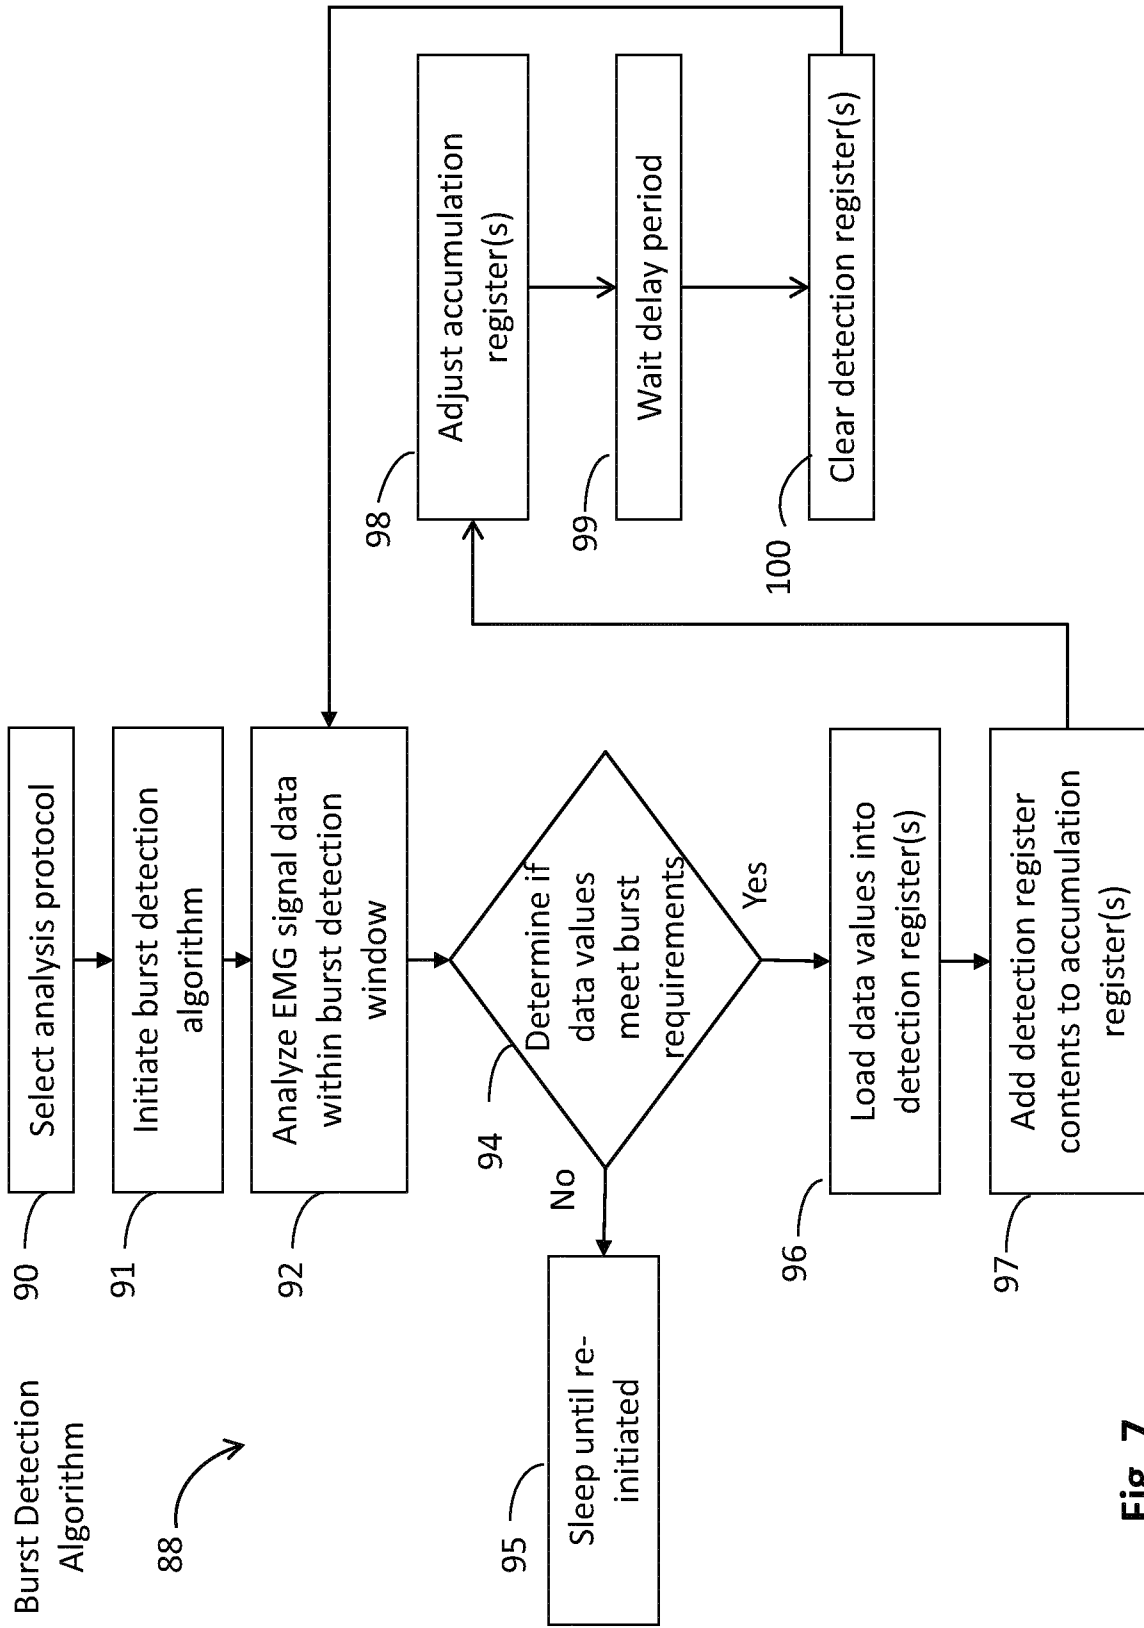 Burst Detection
Algorithm
88
90
Select analysis protocol
91
Initiate burst detection
algorithm
92
Analyze EMG signal data
within burst detection
window
94
Determine if
data values
meet burst
requirements
No
Yes
95
Sleep until re-
initiated
96
Load data values into
detection register(s)
97
Add detection register
contents to accumulation
register(s)
98
Adjust accumulation
register(s)
99
Wait delay period
100
Clear detection register(s)
Fig. 7